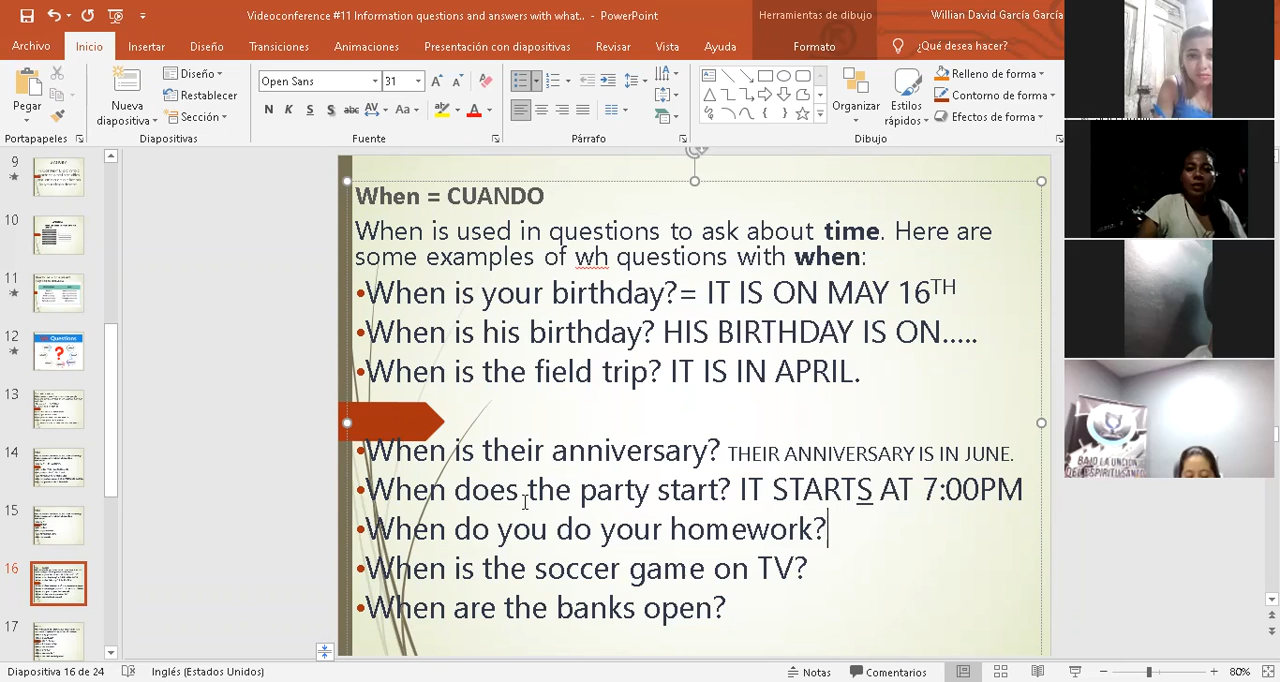 Videoconference #11 Information questions and answers with what.. - PowerPoint
Herramientas de dibujo
Willian David García García
Archivo Inicio Insertar Diseño Transiciones Animaciones Presentación con diapositivas Revisar Vista Ayuda Formato ¿Qué desea hacer?
Pegar
Nueva diapositiva
Diseño
Restablecer
Sección
Open Sans 31
N K S S abc AV Aa
Organizar
Estilos rápidos
Relleno de forma
Contorno de forma
Efectos de forma
Portapapeles Diapositivas Fuente Párrafo Dibujo
9
10
11
12
Questions
13
14
15
16
17
When = CUANDO
When is used in questions to ask about time. Here are
some examples of wh questions with when:
•When is your birthday?= IT IS ON MAY 16TH
•When is his birthday? HIS BIRTHDAY IS ON.....
•When is the field trip? IT IS IN APRIL.
•When is their anniversary? THEIR ANNIVERSARY IS IN JUNE.
•When does the party start? IT STARTS AT 7:00PM
•When do you do your homework?
•When is the soccer game on TV?
•When are the banks open?
BAJO LA UNCION
DEL ESPIRITU SANTO
Diapositiva 16 de 24 Inglés (Estados Unidos) Notas Comentarios 80%